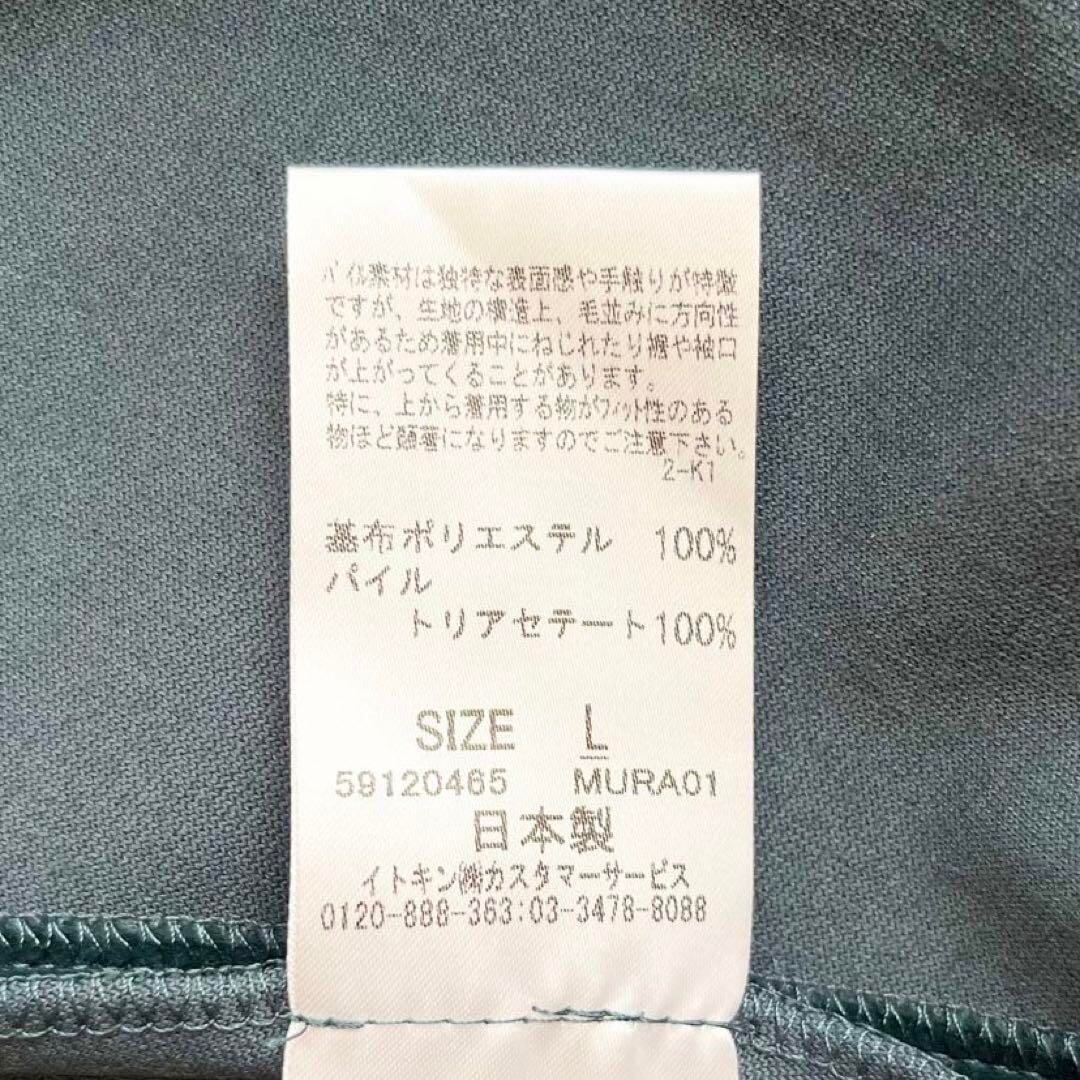 パイル素材は独特な表面感や手触りが特徴
ですが、生地の構造上、毛並みに方向性
があるため着用中にねじれたり裾や袖口
が上がってくることがあります。
特に、上から着用する物がフィット性のある
物ほど顕著になりますのでご注意下さい。
2-K1
基布ポリエステル 100%
パイル
トリアセテート100%
SIZE L
59120465 MURA01
日本製
イトキン㈱カスタマーサービス
0120-888-363:03-3478-8088